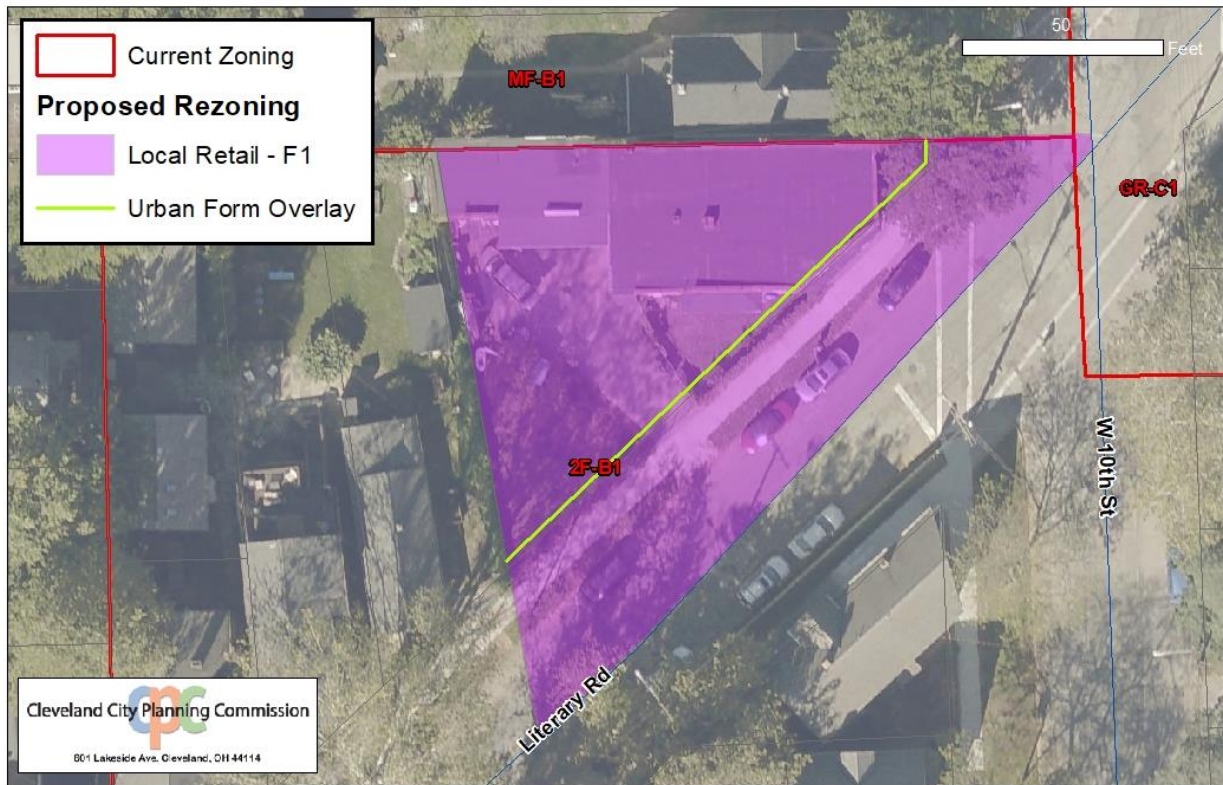 Current Zoning
Proposed Rezoning
Local Retail - F1
Urban Form Overlay
MF-B1
50
Feet
GR-C1
2F-B1
W 10th St
Literary Rd
cpc
Cleveland City Planning Commission
601 Lakeside Ave. Cleveland, OH 44114